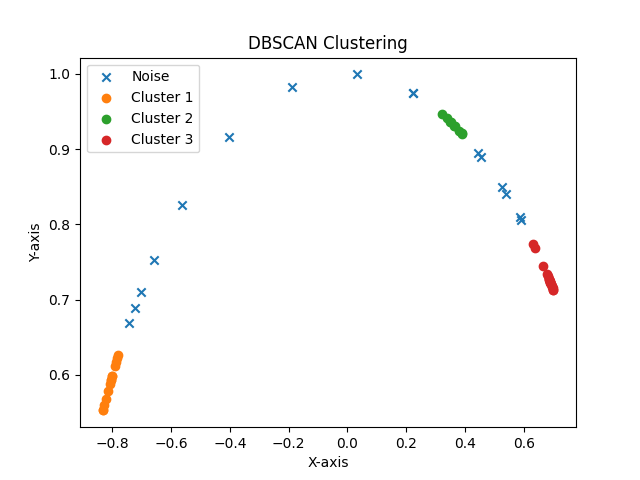 DBSCAN Clustering
Noise
Cluster 1
Cluster 2
Cluster 3
1.0
0.9
0.8
0.7
0.6
Y-axis
−0.8 −0.6 −0.4 −0.2 0.0 0.2 0.4 0.6
X-axis